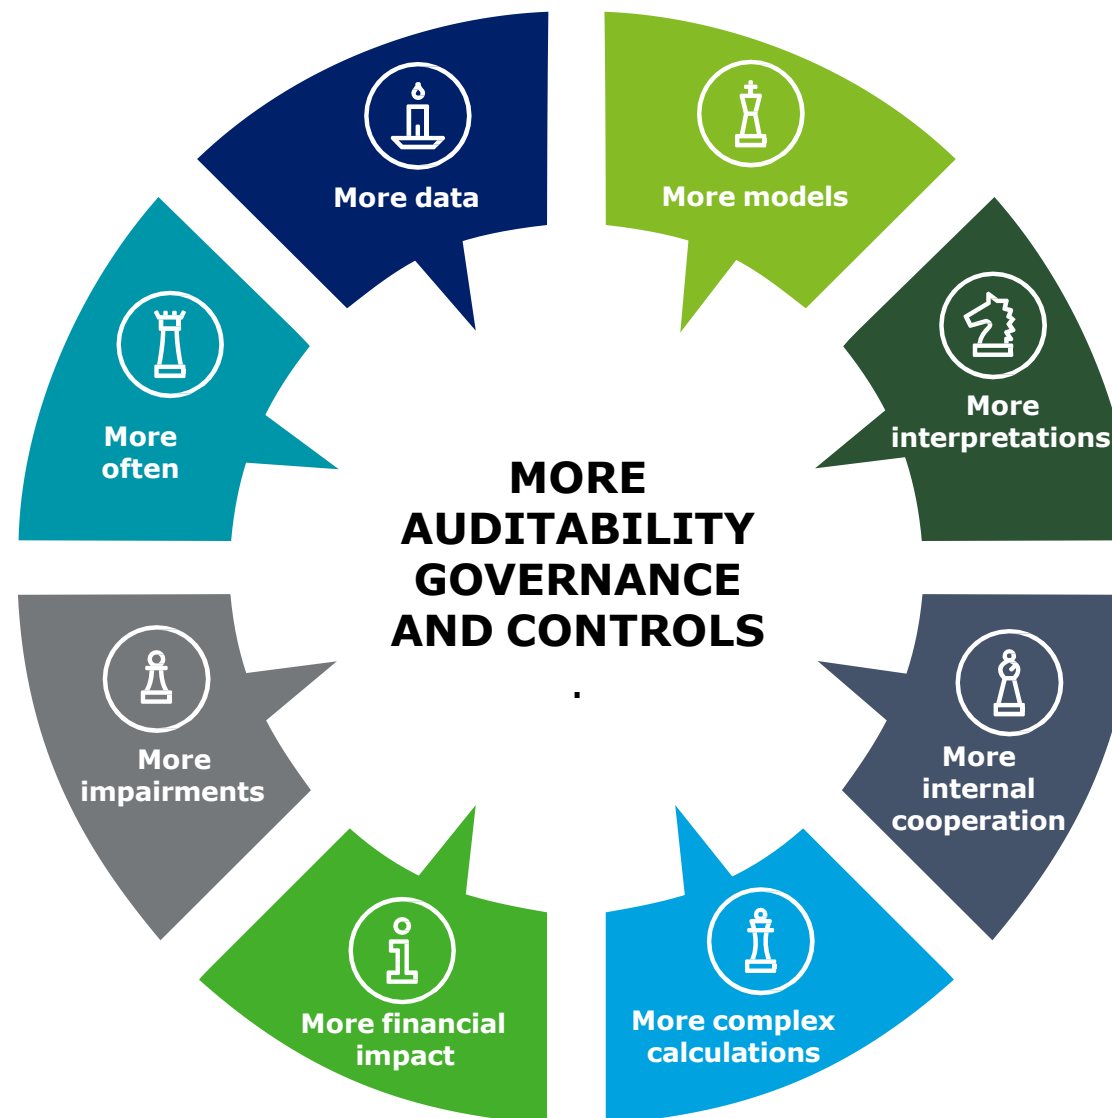 More data
More models
More
often
More
interpretations
MORE
AUDITABILITY
GOVERNANCE
AND CONTROLS
.
More
impairments
More
internal
cooperation
More financial
impact
More complex
calculations